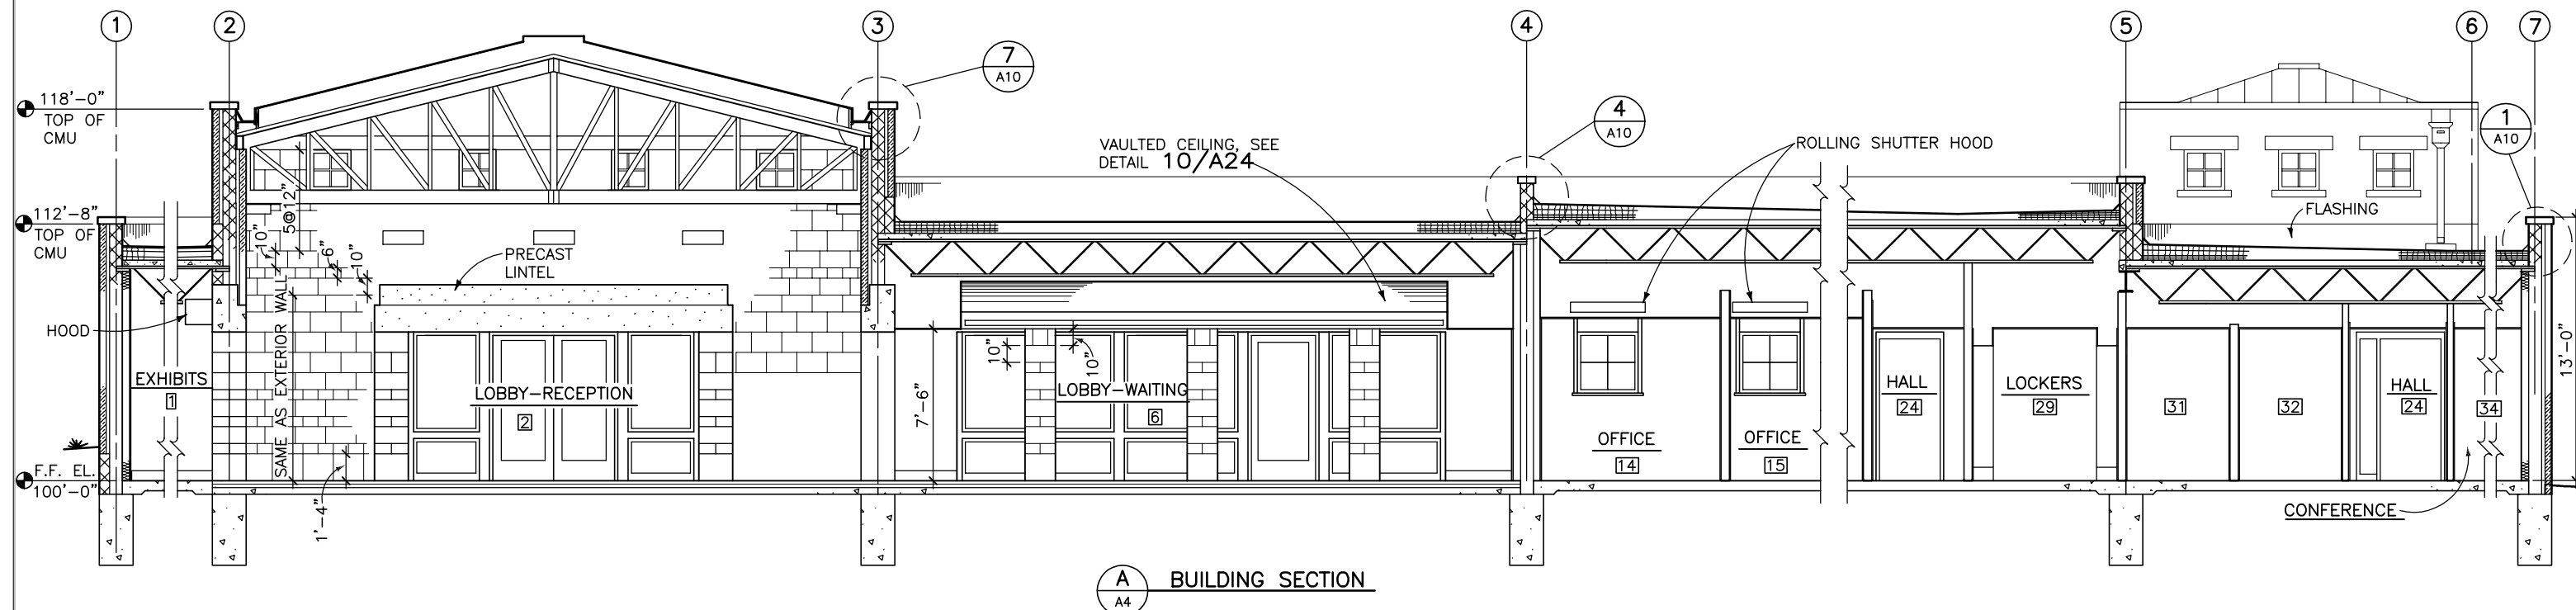 1
2
3
4
5
6
7
7
A10
4
A10
1
A10
118'-0"
TOP OF
CMU
112'-8"
TOP OF
CMU
VAULTED CEILING, SEE
DETAIL 10/A24
ROLLING SHUTTER HOOD
FLASHING
5@12"
10"
6"
10"
PRECAST
LINTEL
HOOD
SAME AS EXTERIOR WALL
EXHIBITS
1
LOBBY-RECEPTION
2
7'-6"
10"
10"
LOBBY-WAITING
6
OFFICE
14
OFFICE
15
HALL
24
LOCKERS
29
31
32
HALL
24
34
13'-0"
F.F. EL.
100'-0"
1'-4"
CONFERENCE
A
A4
BUILDING SECTION